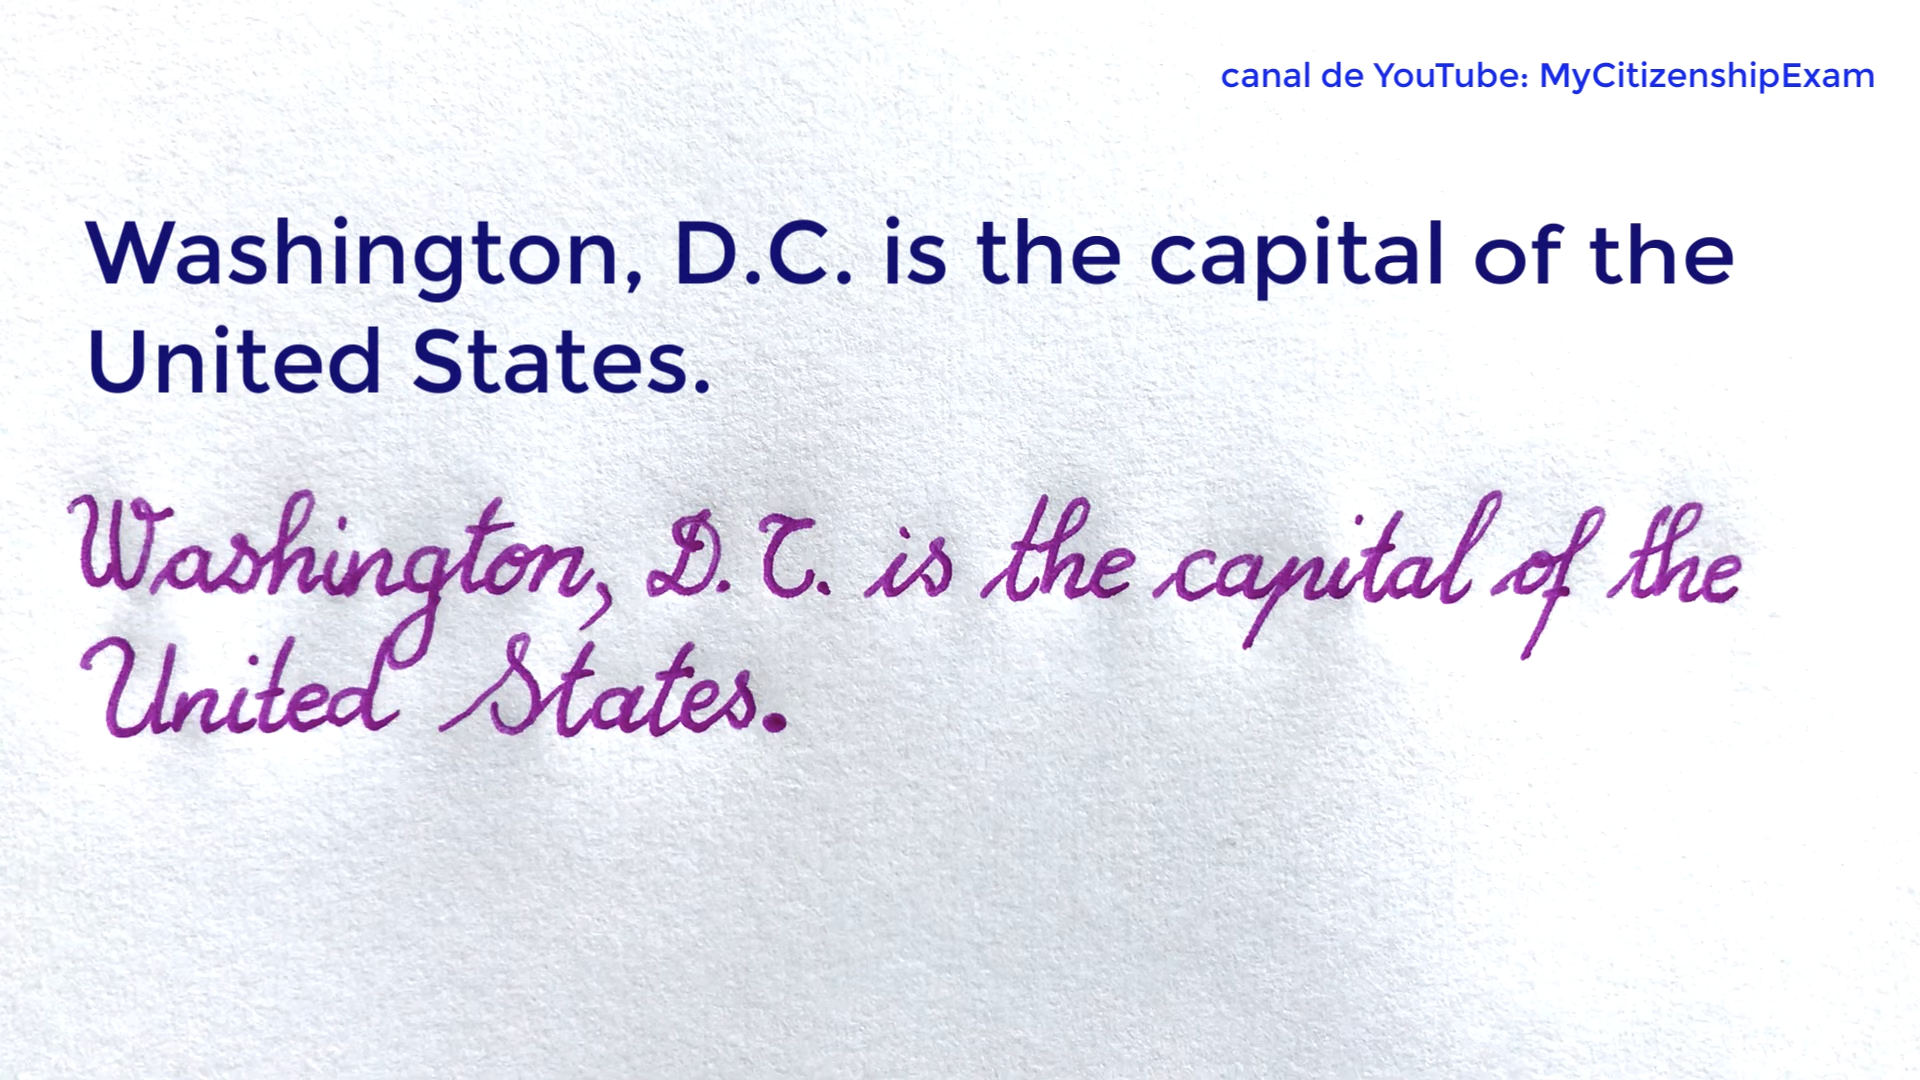 canal de YouTube: MyCitizenshipExam
Washington, D.C. is the capital of the
United States.
Washington, D.C. is the capital of the
United States.